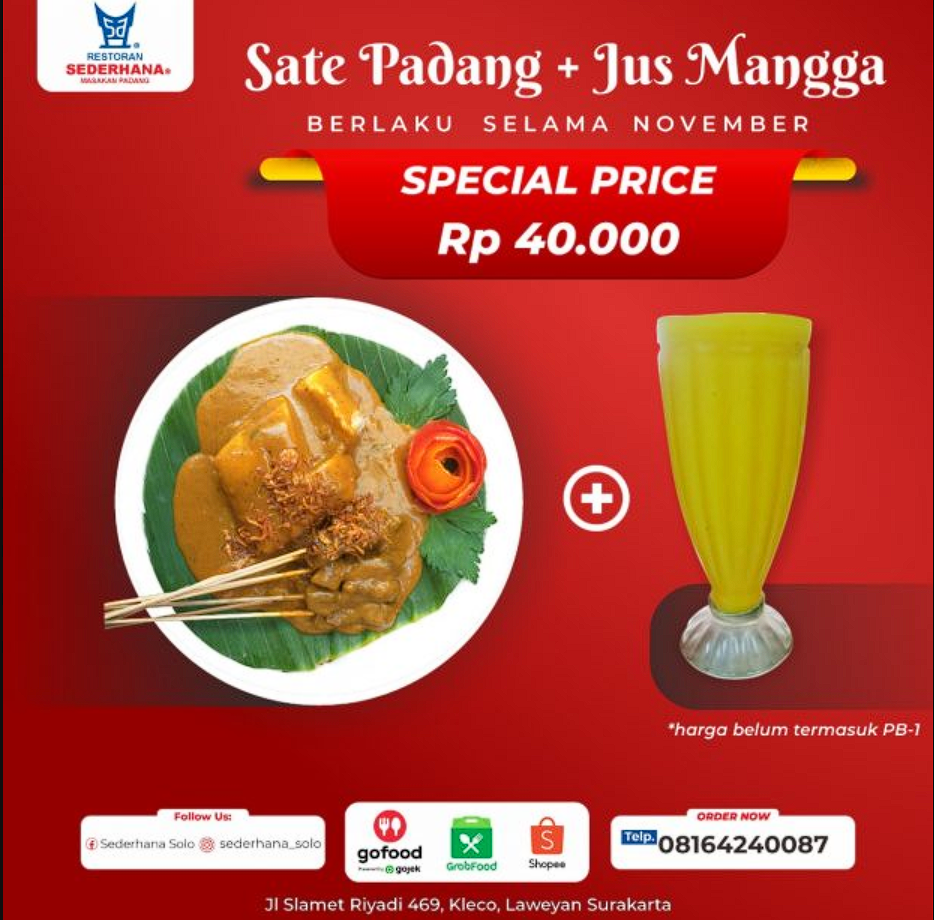 RESTORAN
SEDERHANA®
MASAKAN PADANG
Sate Padang + Jus Mangga
BERLAKU SELAMA NOVEMBER
SPECIAL PRICE
Rp 40.000
*harga belum termasuk PB-1
Follow Us:
Sederhana Solo sederhana_solo
gofood
Powered by gojek
GrabFood
Shopee
ORDER NOW
Telp. 08164240087
Jl Slamet Riyadi 469, Kleco, Laweyan Surakarta